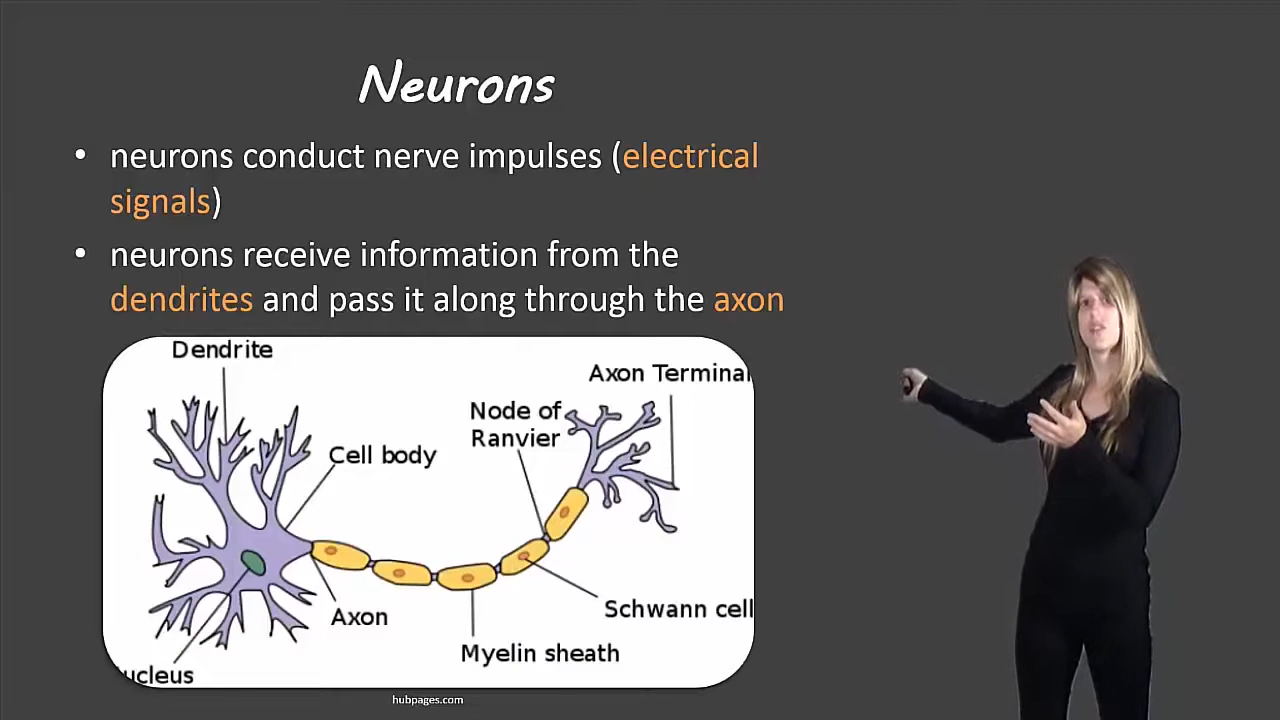 Neurons
• neurons conduct nerve impulses (electrical
signals)
• neurons receive information from the
dendrites and pass it along through the axon
Dendrite
Axon Terminal
Node of
Ranvier
Cell body
Axon
Schwann cell
Myelin sheath
ucleus
hubpages.com